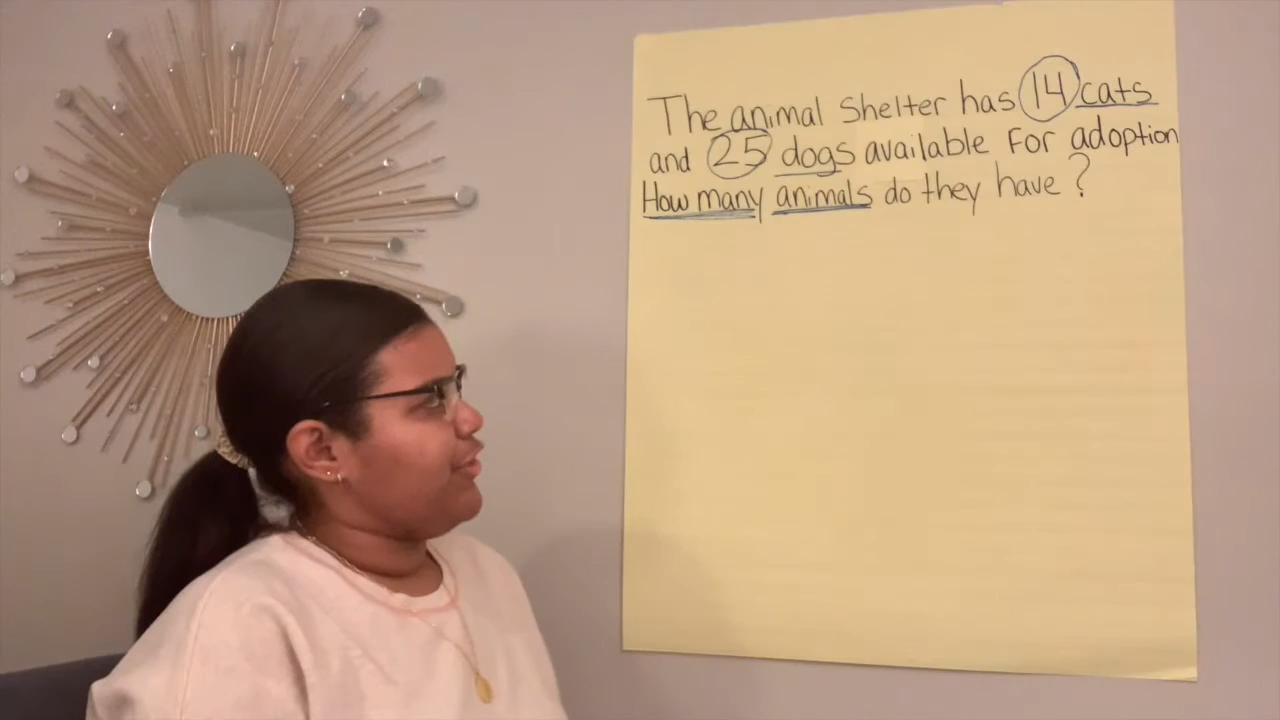 The animal shelter has 14 cats
and 25 dogs available for adoption
How many animals do they have?